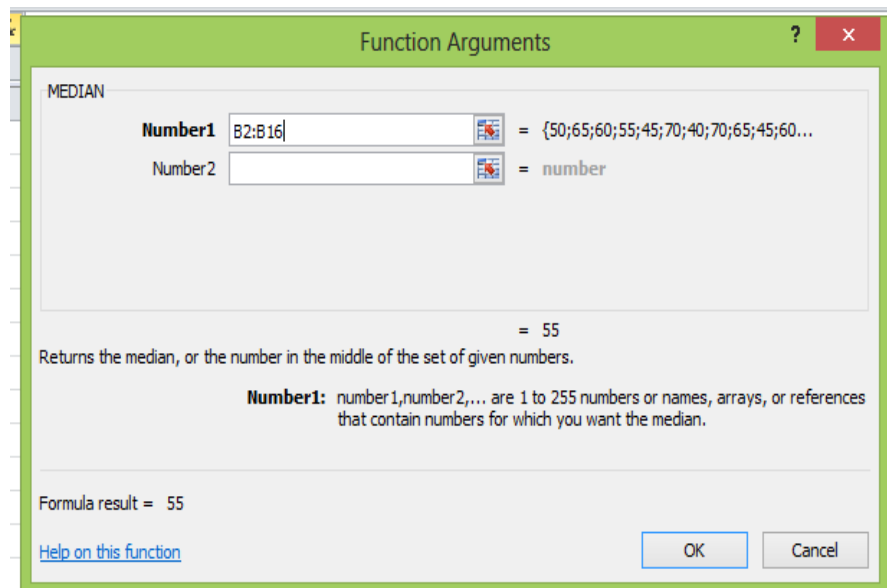 Function Arguments ? x
MEDIAN
Number1 B2:B16 = {50;65;60;55;45;70;40;70;65;45;60...
Number2 = number
= 55
Returns the median, or the number in the middle of the set of given numbers.
Number1: number1,number2,... are 1 to 255 numbers or names, arrays, or references
that contain numbers for which you want the median.
Formula result = 55
Help on this function OK Cancel